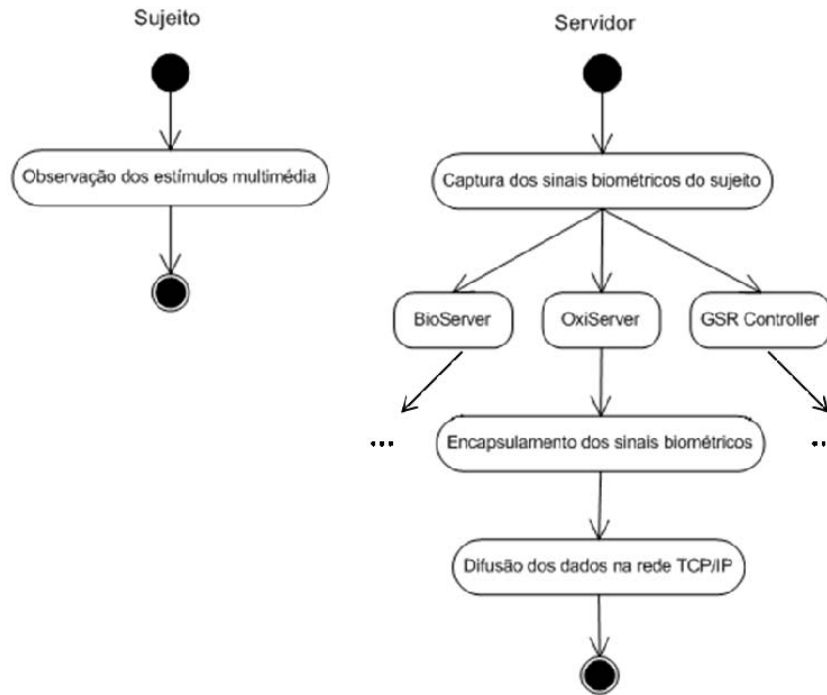 Sujeito
Servidor
Observação dos estímulos multimédia
Captura dos sinais biométricos do sujeito
BioServer
OxiServer
GSR Controller
...
...
Encapsulamento dos sinais biométricos
Difusão dos dados na rede TCP/IP